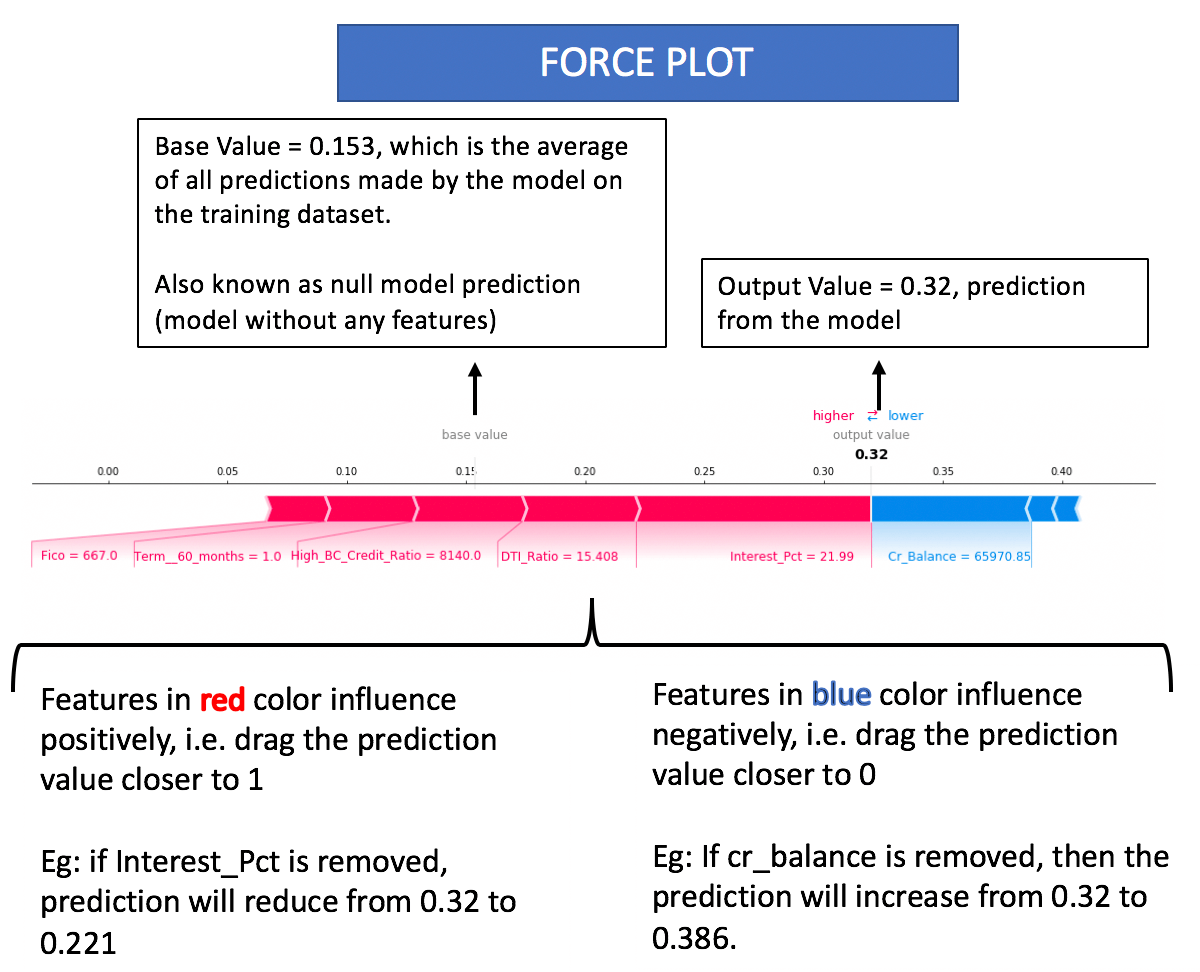 FORCE PLOT
Base Value = 0.153, which is the average
of all predictions made by the model on
the training dataset.
Also known as null model prediction
(model without any features)
Output Value = 0.32, prediction
from the model
higher ⇄ lower
base value
output value
0.32
0.00 0.05 0.10 0.15 0.20 0.25 0.30 0.35 0.40
Fico = 667.0 Term__60_months = 1.0 High_BC_Credit_Ratio = 8140.0 DTI_Ratio = 15.408 Interest_Pct = 21.99 Cr_Balance = 65970.85
Features in red color influence
positively, i.e. drag the prediction
value closer to 1
Eg: if Interest_Pct is removed,
prediction will reduce from 0.32 to
0.221
Features in blue color influence
negatively, i.e. drag the prediction
value closer to 0
Eg: If cr_balance is removed, then the
prediction will increase from 0.32 to
0.386.